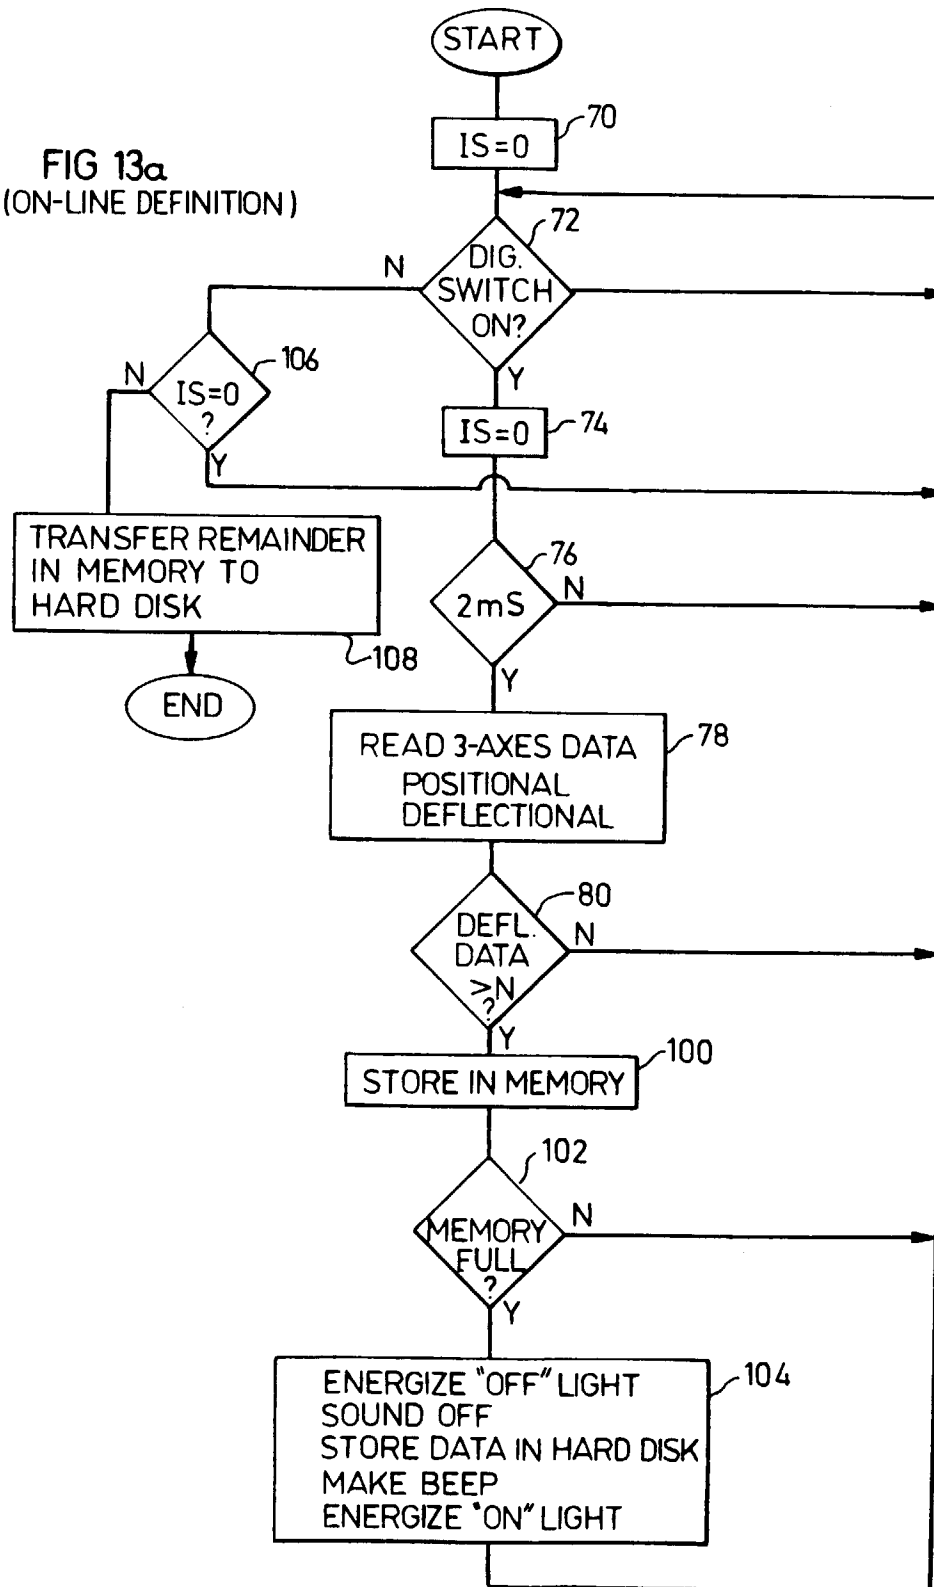 START
70
IS=0
FIG 13a
(ON-LINE DEFINITION)
72
DIG.
SWITCH
ON?
N
Y
106
IS=0
?
N
Y
74
IS=0
TRANSFER REMAINDER
IN MEMORY TO
HARD DISK
108
END
76
2mS
N
Y
78
READ 3-AXES DATA
POSITIONAL
DEFLECTIONAL
80
DEFL.
DATA
>N
?
N
Y
100
STORE IN MEMORY
102
MEMORY
FULL
?
N
Y
104
ENERGIZE "OFF" LIGHT
SOUND OFF
STORE DATA IN HARD DISK
MAKE BEEP
ENERGIZE "ON" LIGHT